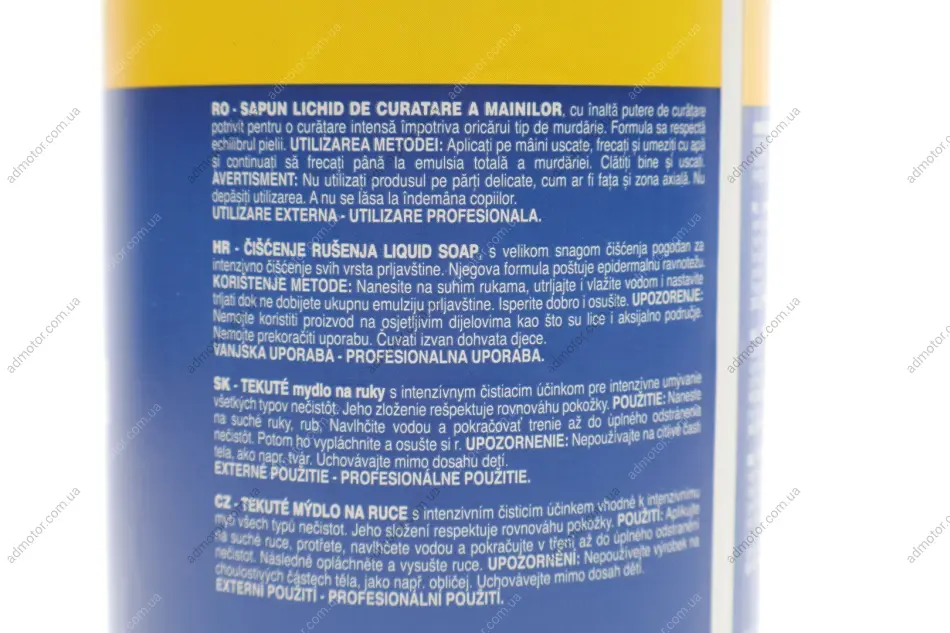 RO - SAPUN LICHID DE CURATARE A MAINILOR, cu înaltă putere de curătare
potrivit pentru o curătare intensă împotriva oricărui tip de murdărie. Formula sa respectă
echilibrul pielii. UTILIZAREA METODEI: Aplicați pe mâini uscate, frecați și umeziti cu apă
si continuati să frecați până la emulsia totală a murdăriei. Clătiți bine și uscati.
AVERTISMENT: Nu utilizați produsul pe părți delicate, cum ar fi fața și zona axială. Nu
depăsiti utilizarea. A nu se lăsa la îndemâna copiilor.
UTILIZARE EXTERNA - UTILIZARE PROFESIONALA.
HR - ČIŠĆENJE RUŠENJA LIQUID SOAP, s velikom snagom čišćenja pogodan za
intenzivno čišćenje svih vrsta prljavštine. Njegova formula poštuje epidermalnu ravnotežu.
KORIŠTENJE METODE: Nanesite na suhim rukama, utrljajte i vlažite vodom i nastavite
trljati dok ne dobijete ukupnu emulziju prljavštine. Isperite dobro i osušite. UPOZORENJE:
Nemojte koristiti proizvod na osjetljivim dijelovima kao što su lice i aksijalno područje.
Nemojte prekoračiti uporabu. Čuvati izvan dohvata djece.
VANJŠKA UPORABA - PROFESIONALNA UPORABA.
SK - TEKUTÉ mydlo na ruky s intenzívnym čistiacim účinkom pre intenzívne umývanie
všetkých typov nečistôt. Jeho zloženie rešpektuje rovnováhu pokožky. POUŽITIE: Naneste
na suché ruky, rub. Navlhčite vodou a pokračovať trenie až do úplného odstránenia
nečistôt. Potom ho vypláchnite a osušte si r. UPOZORNENIE: Nepoužívajte na citlivé časti
tela, ako napr. tvár. Uchovávajte mimo dosahu detí.
EXTERNÉ POUŽITIE - PROFESIONÁLNE POUŽITIE.
CZ - TEKUTÉ MÝDLO NA RUCE s intenzivním čisticím účinkem vhodné k intenzivnímu
mytí všech typů nečistot. Jeho složení respektuje rovnováhu pokožky. POUŽITÍ: Aplikujte
na suché ruce, protřete, navlhčete vodou a pokračujte v tření až do úplného odstranění
nečistot. Následně opláchněte a vysušte ruce. UPOZORNĚNÍ: Nepoužívejte výrobek na
choulostivých částech těla, jako např. obličej. Uchovávejte mimo dosah dětí.
EXTERNÍ POUŽITÍ - PROFESIONÁLNÍ POUŽITÍ.
admotor.com.ua